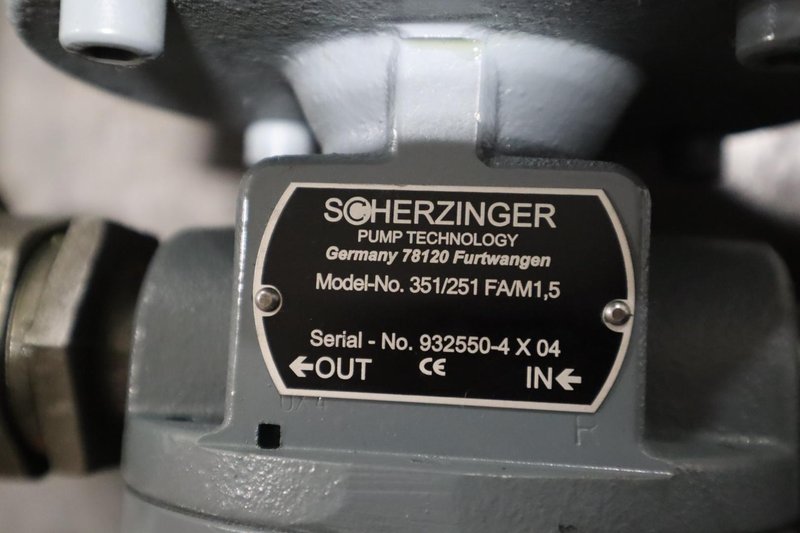 SCHERZINGER
PUMP TECHNOLOGY
Germany 78120 Furtwangen
Model-No. 351/251 FA/M1,5
Serial - No. 932550-4 X 04
←OUT CE IN←